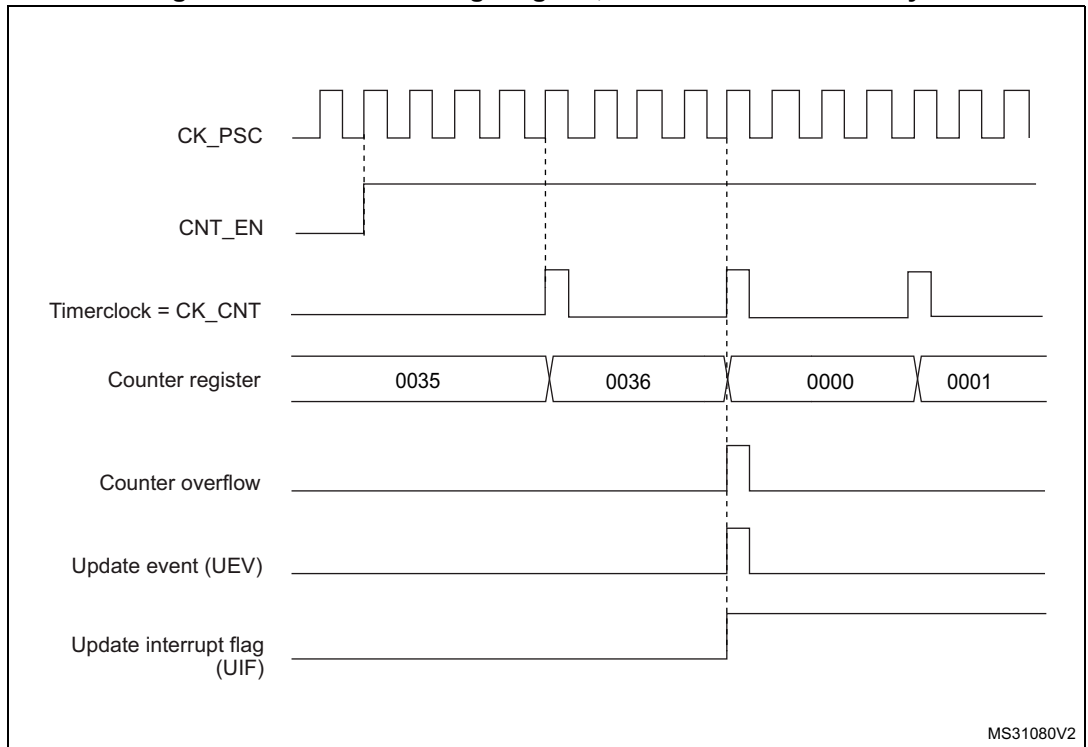 CK_PSC
CNT_EN
Timerclock = CK_CNT
Counter register
0035
0036
0000
0001
Counter overflow
Update event (UEV)
Update interrupt flag
(UIF)
MS31080V2